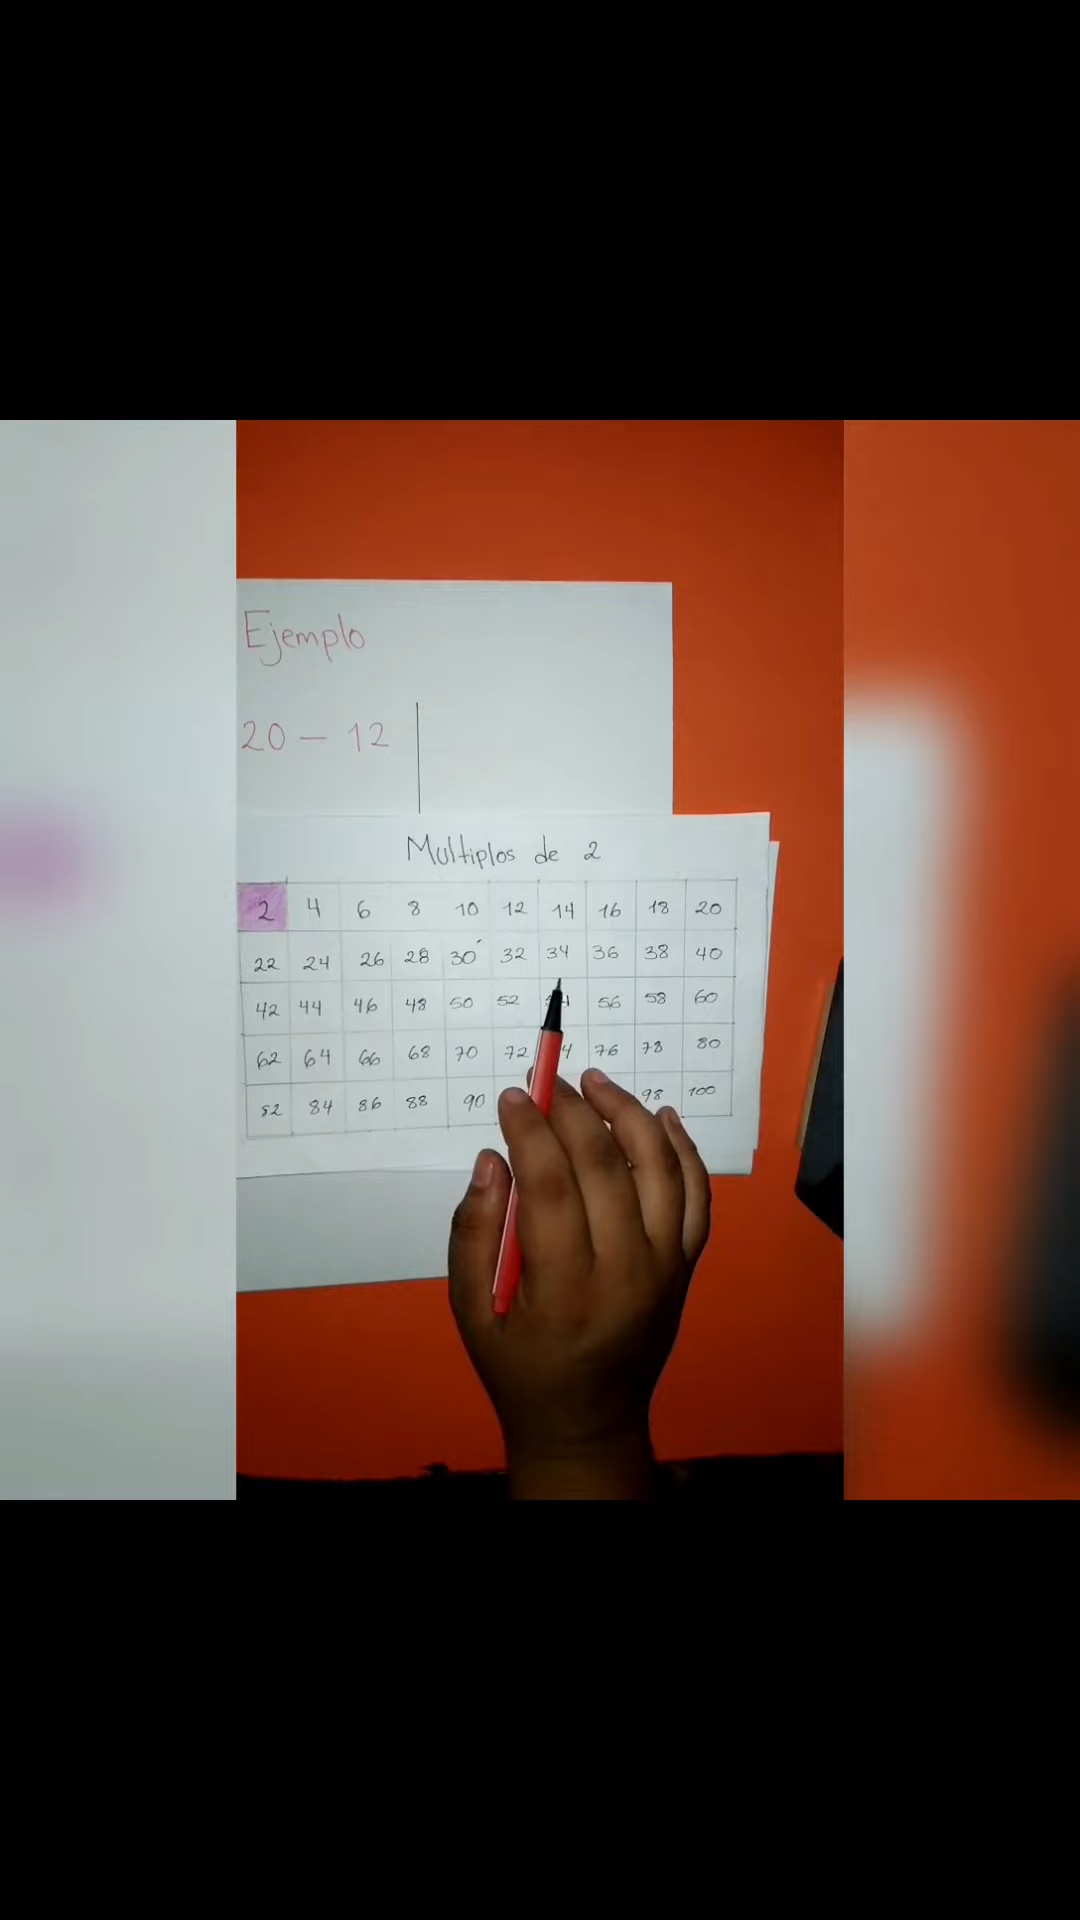 Ejemplo
20 — 12
Multiplos de 2
2 4 6 8 10 12 14 16 18 20
22 24 26 28 30 32 34 36 38 40
42 44 46 48 50 52 56 58 60
62 64 66 68 70 72 76 78 80
82 84 86 88 90 98 100